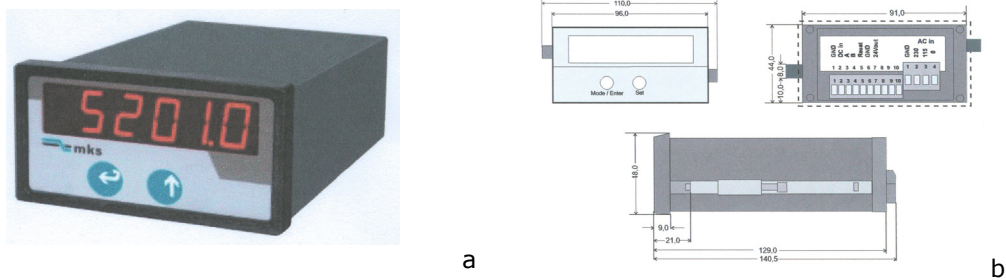 5201.0
mks
a
110,0
96,0
Mode / Enter Set
91,0
44,0
8,0
10,0
GND DC in A B Reset GND 24Vout
1 2 3 4 5 6 7 8 9 10
1 2 3 4 5 6 7 8 9 10
AC in
GND 230 115 0
1 2 3 4
18,0
9,0
21,0
129,0
140,5
b